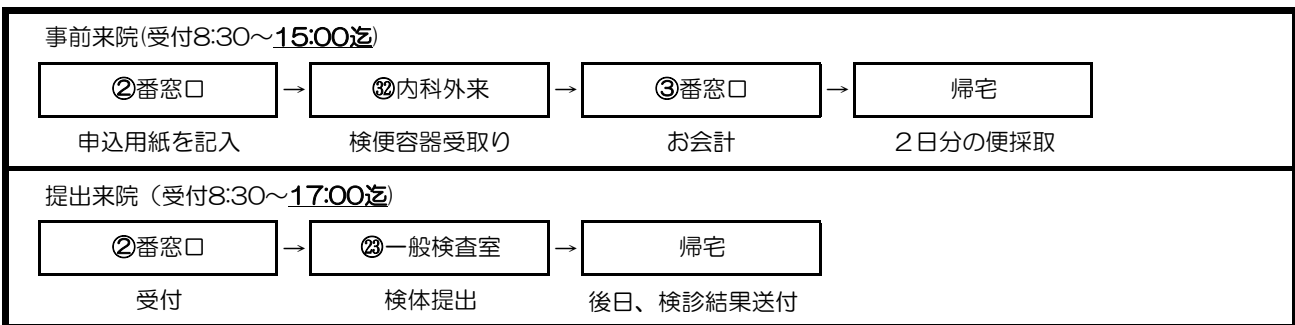 事前来院(受付8:30～15:00迄)
②番窓口 → ㉜内科外来 → ③番窓口 → 帰宅
申込用紙を記入 検便容器受取り お会計 ２日分の便採取
提出来院（受付8:30～17:00迄)
②番窓口 → ㉓一般検査室 → 帰宅
受付 検体提出 後日、検診結果送付